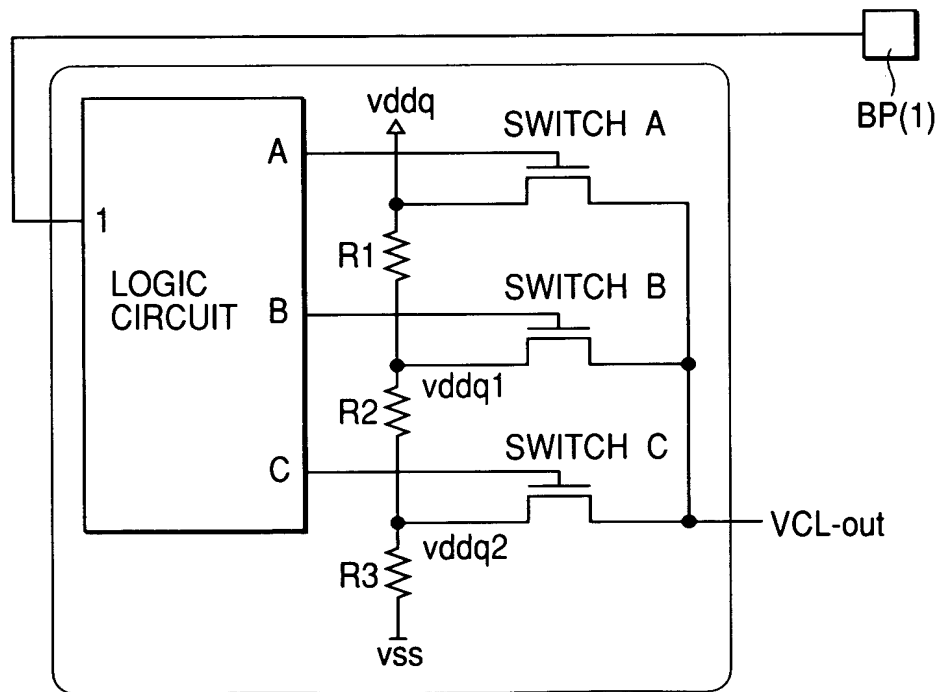 BP(1)
vddq
SWITCH A
A
1
R1
LOGIC
CIRCUIT
SWITCH B
B
vddq1
R2
SWITCH C
C
vddq2
VCL-out
R3
vss